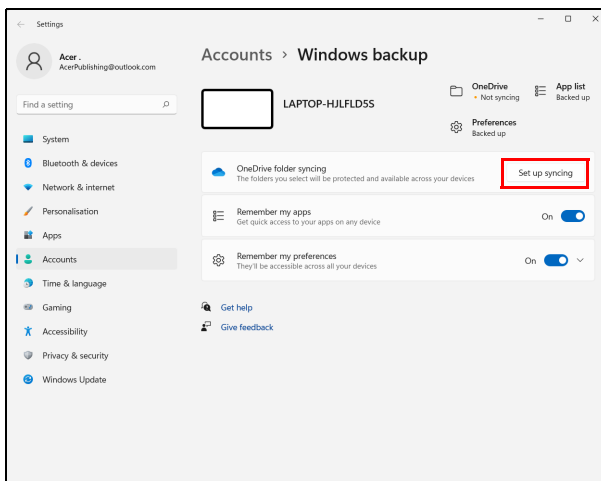 Settings
Acer .
AcerPublishing@outlook.com
Find a setting
System
Bluetooth & devices
Network & internet
Personalisation
Apps
Accounts
Time & language
Gaming
Accessibility
Privacy & security
Windows Update
Accounts > Windows backup
LAPTOP-HJLFLD5S
OneDrive
• Not syncing
App list
Backed up
Preferences
Backed up
OneDrive folder syncing
The folders you select will be protected and available across your devices
Set up syncing
Remember my apps
Get quick access to your apps on any device
On
Remember my preferences
They'll be accessible across all your devices
On
Get help
Give feedback